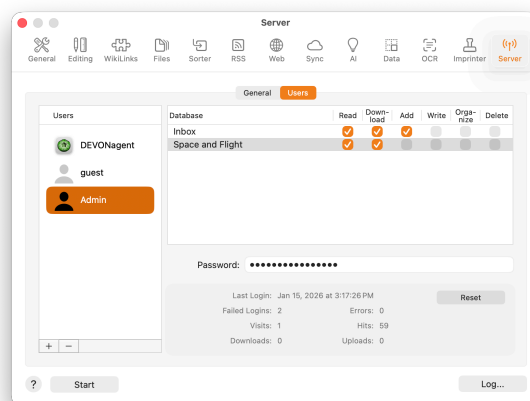 Server
General Editing WikiLinks Files Sorter RSS Web Sync AI Data OCR Imprinter Server
General Users
Users
DEVONagent
guest
Admin
+ −
Database Read Down-load Add Write Orga-nize Delete
Inbox
Space and Flight
Password: ●●●●●●●●●●●●●●●●
Last Login: Jan 15, 2026 at 3:17:26 PM Reset
Failed Logins: 2 Errors: 0
Visits: 1 Hits: 59
Downloads: 0 Uploads: 0
? Start Log...